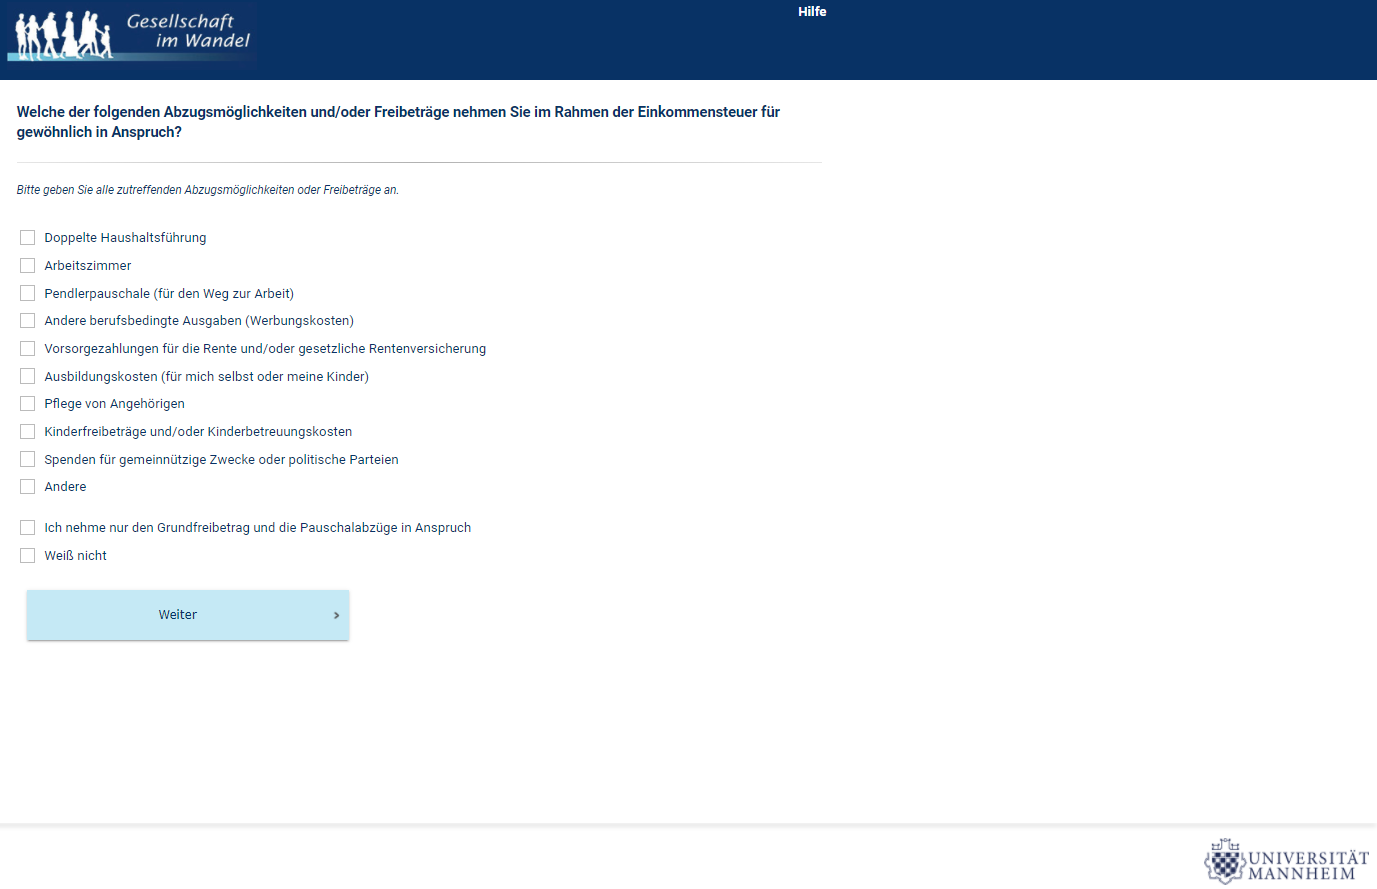 Gesellschaft
im Wandel
Hilfe
Welche der folgenden Abzugsmöglichkeiten und/oder Freibeträge nehmen Sie im Rahmen der Einkommensteuer für
gewöhnlich in Anspruch?
Bitte geben Sie alle zutreffenden Abzugsmöglichkeiten oder Freibeträge an.
Doppelte Haushaltsführung
Arbeitszimmer
Pendlerpauschale (für den Weg zur Arbeit)
Andere berufsbedingte Ausgaben (Werbungskosten)
Vorsorgezahlungen für die Rente und/oder gesetzliche Rentenversicherung
Ausbildungskosten (für mich selbst oder meine Kinder)
Pflege von Angehörigen
Kinderfreibeträge und/oder Kinderbetreuungskosten
Spenden für gemeinnützige Zwecke oder politische Parteien
Andere
Ich nehme nur den Grundfreibetrag und die Pauschalabzüge in Anspruch
Weiß nicht
Weiter
UNIVERSITÄT
MANNHEIM